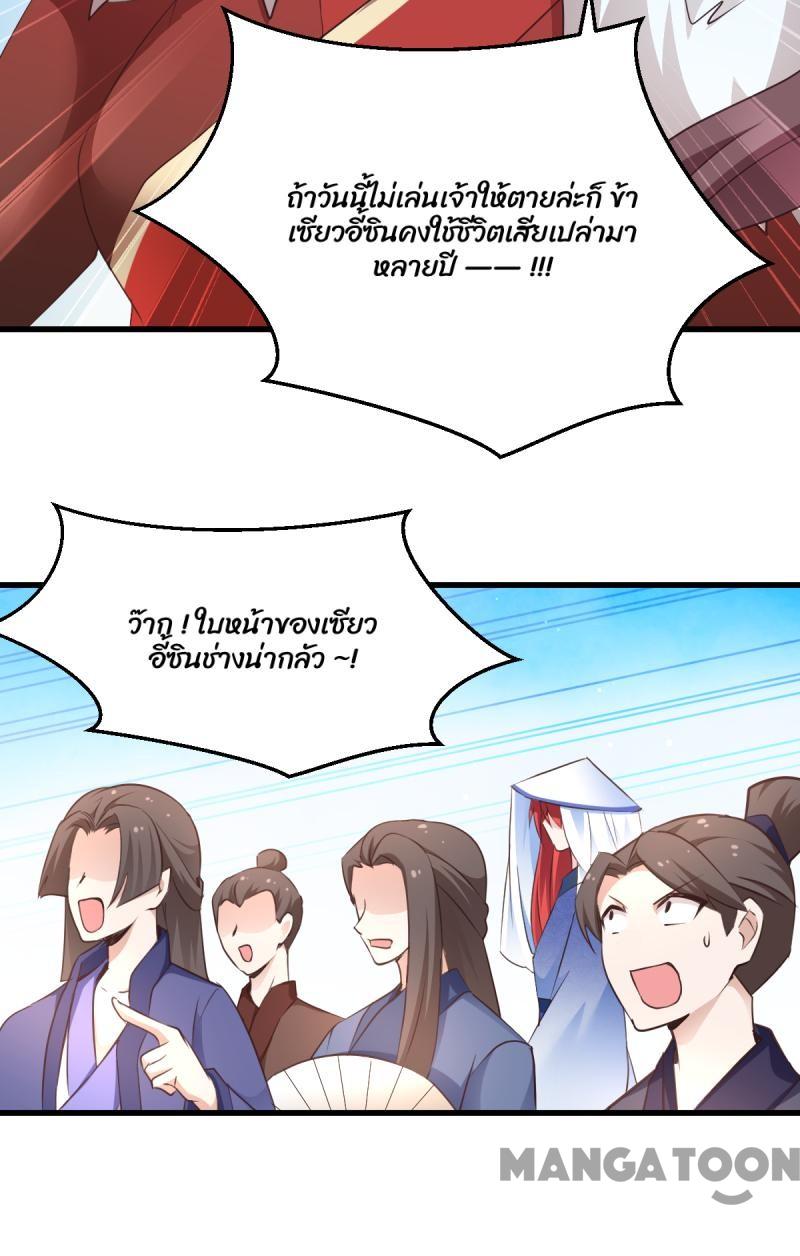 ถ้าวันนี้ไม่เล่นเจ้าให้ตายล่ะก็ ข้า
เซียวอี้ซินคงใช้ชีวิตเสียเปล่ามา
หลายปี —— !!!
ว๊าก ! ใบหน้าของเซียว
อี้ซินช่างน่ากลัว ~!
MANGATOON